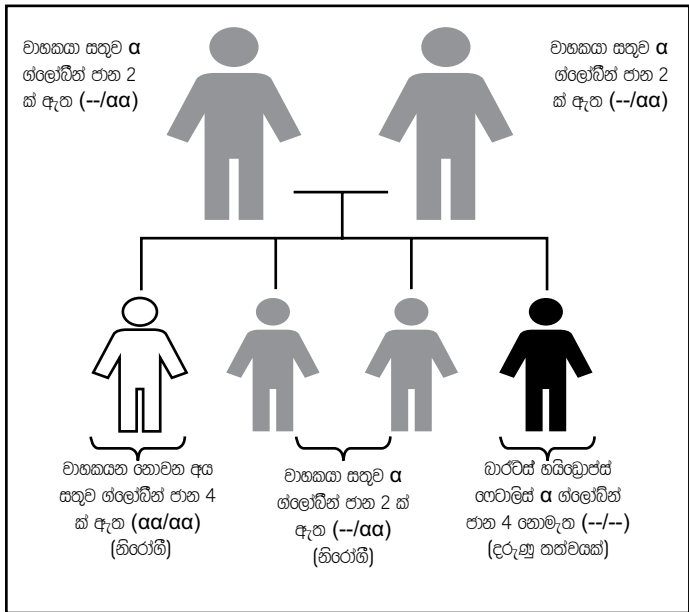 වාහකයා සතුව α
ග්ලෝබීන් ජාන 2
ක් ඇත (--/αα)
වාහකයා සතුව α
ග්ලෝබීන් ජාන 2
ක් ඇත (--/αα)
වාහකයන නොවන අය
සතුව ග්ලෝබීන් ජාන 4
ක් ඇත (αα/αα)
(නිරෝගී)
වාහකයා සතුව α
ග්ලෝබීන් ජාන 2 ක්
ඇත (--/αα)
(නිරෝගී)
බාර්ට්ස් හයිඩ්‍රොප්ස්
ෆෙටාලිස් α ග්ලෝබින්
ජාන 4 නොමැත (--/--)
(දරුණු තත්වයක්)